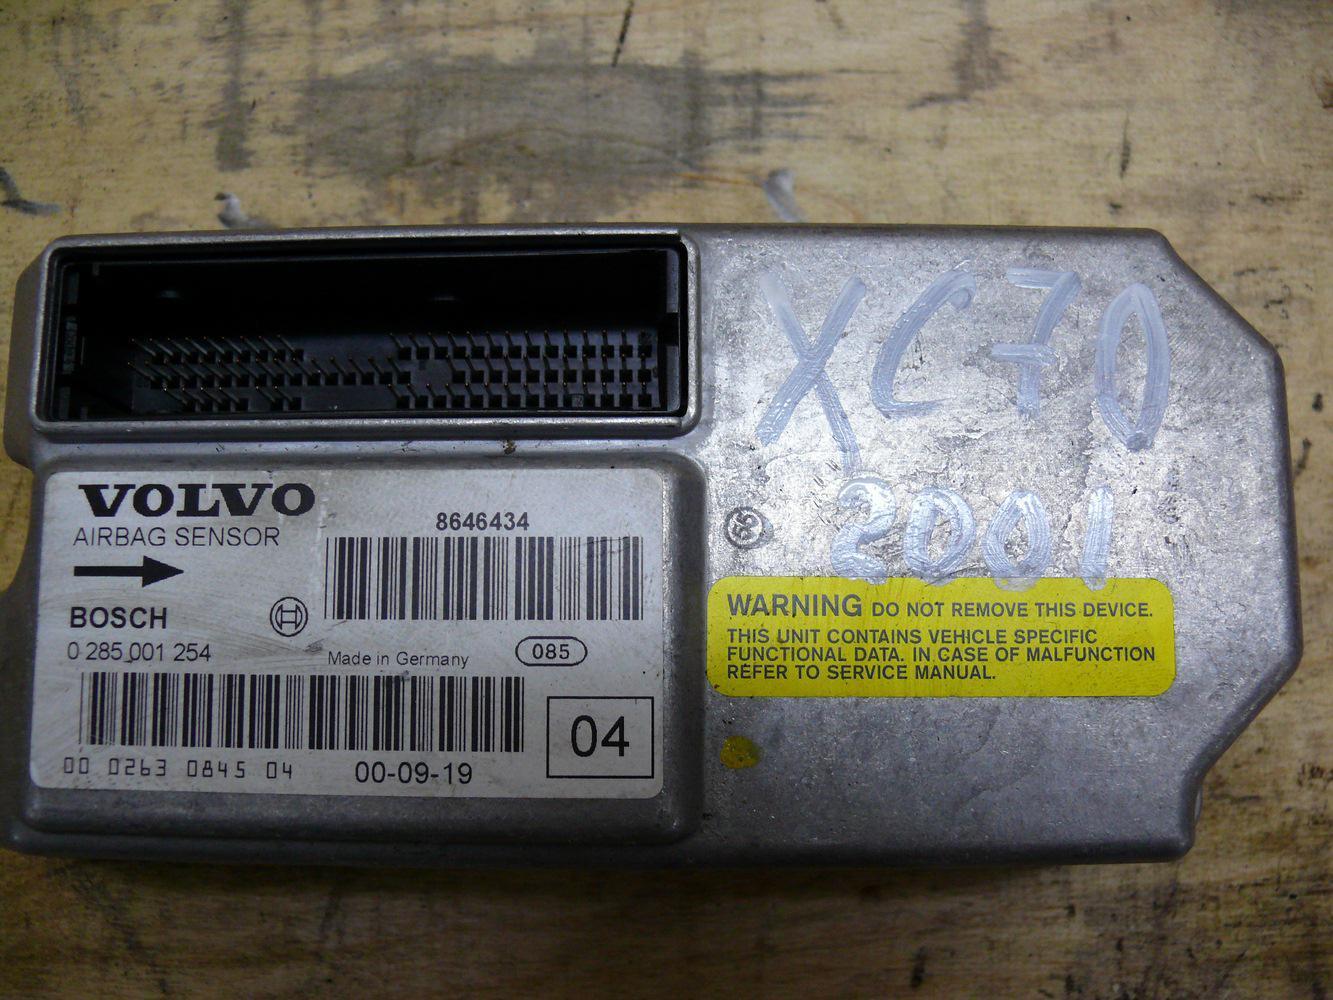 XC70
2001
VOLVO
AIRBAG SENSOR
8646434
BOSCH
0 285 001 254
Made in Germany
085
04
00 0263 0845 04
00-09-19
WARNING DO NOT REMOVE THIS DEVICE.
THIS UNIT CONTAINS VEHICLE SPECIFIC
FUNCTIONAL DATA. IN CASE OF MALFUNCTION
REFER TO SERVICE MANUAL.